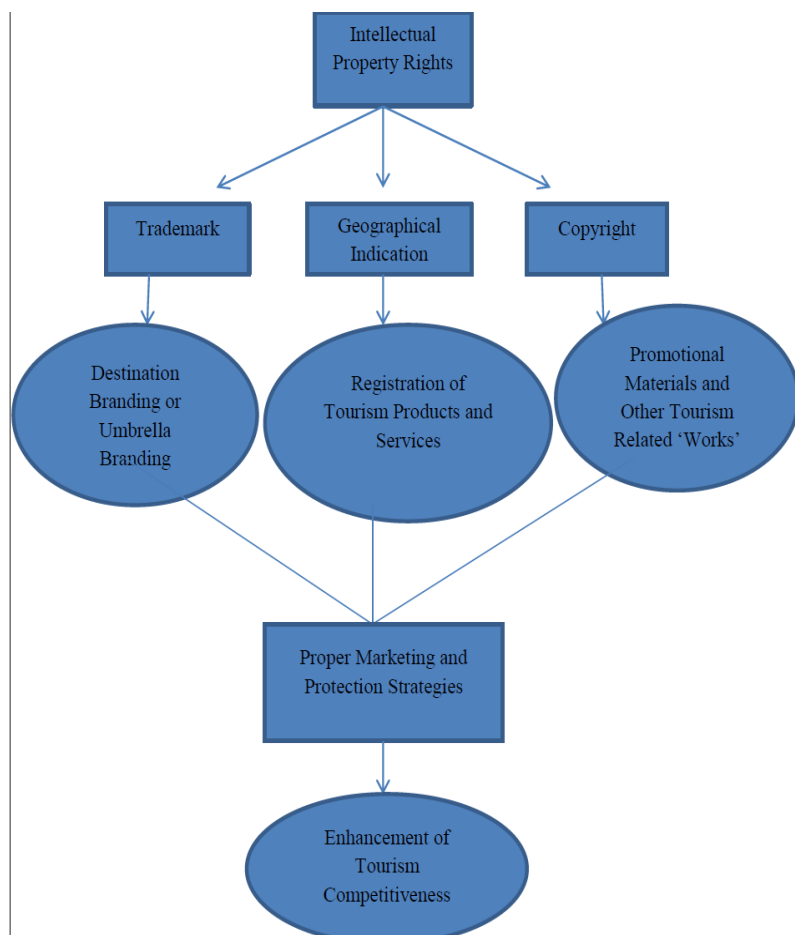 Intellectual
Property Rights
Trademark
Geographical
Indication
Copyright
Destination
Branding or
Umbrella
Branding
Registration of
Tourism Products and
Services
Promotional
Materials and
Other Tourism
Related ‘Works’
Proper Marketing and
Protection Strategies
Enhancement of
Tourism
Competitiveness